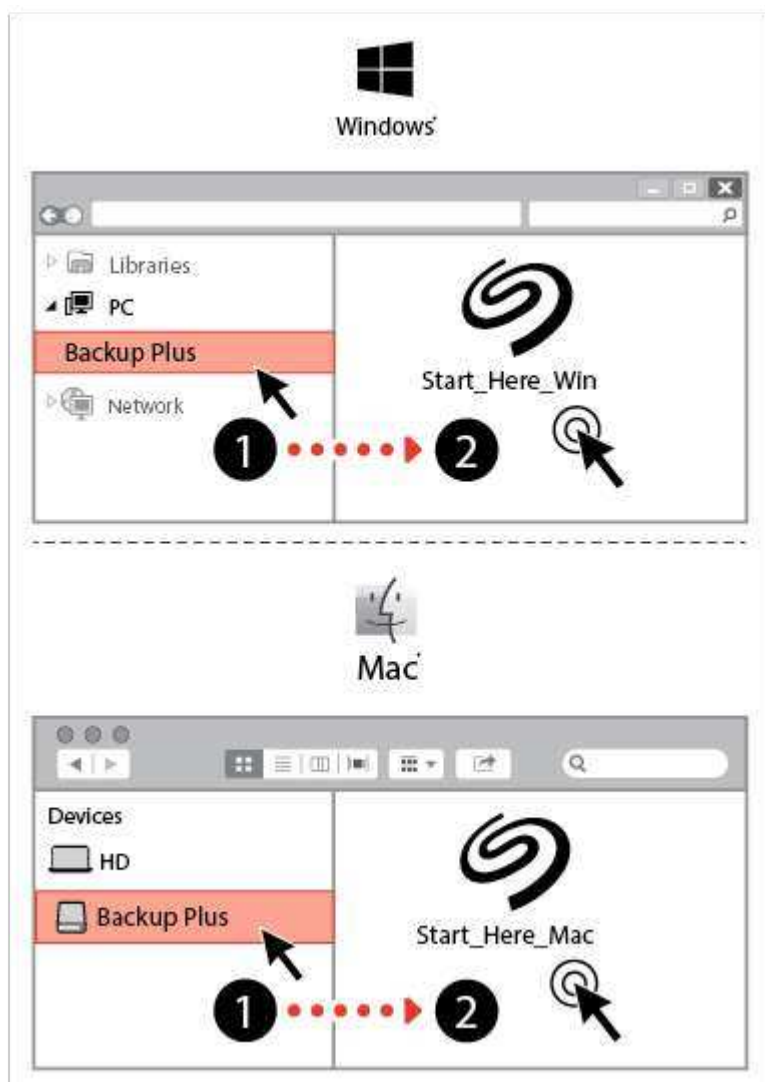 Windows'
Libraries
PC
Backup Plus
Network
Start_Here_Win
1
2
Mac'
Devices
HD
Backup Plus
Start_Here_Mac
1
2